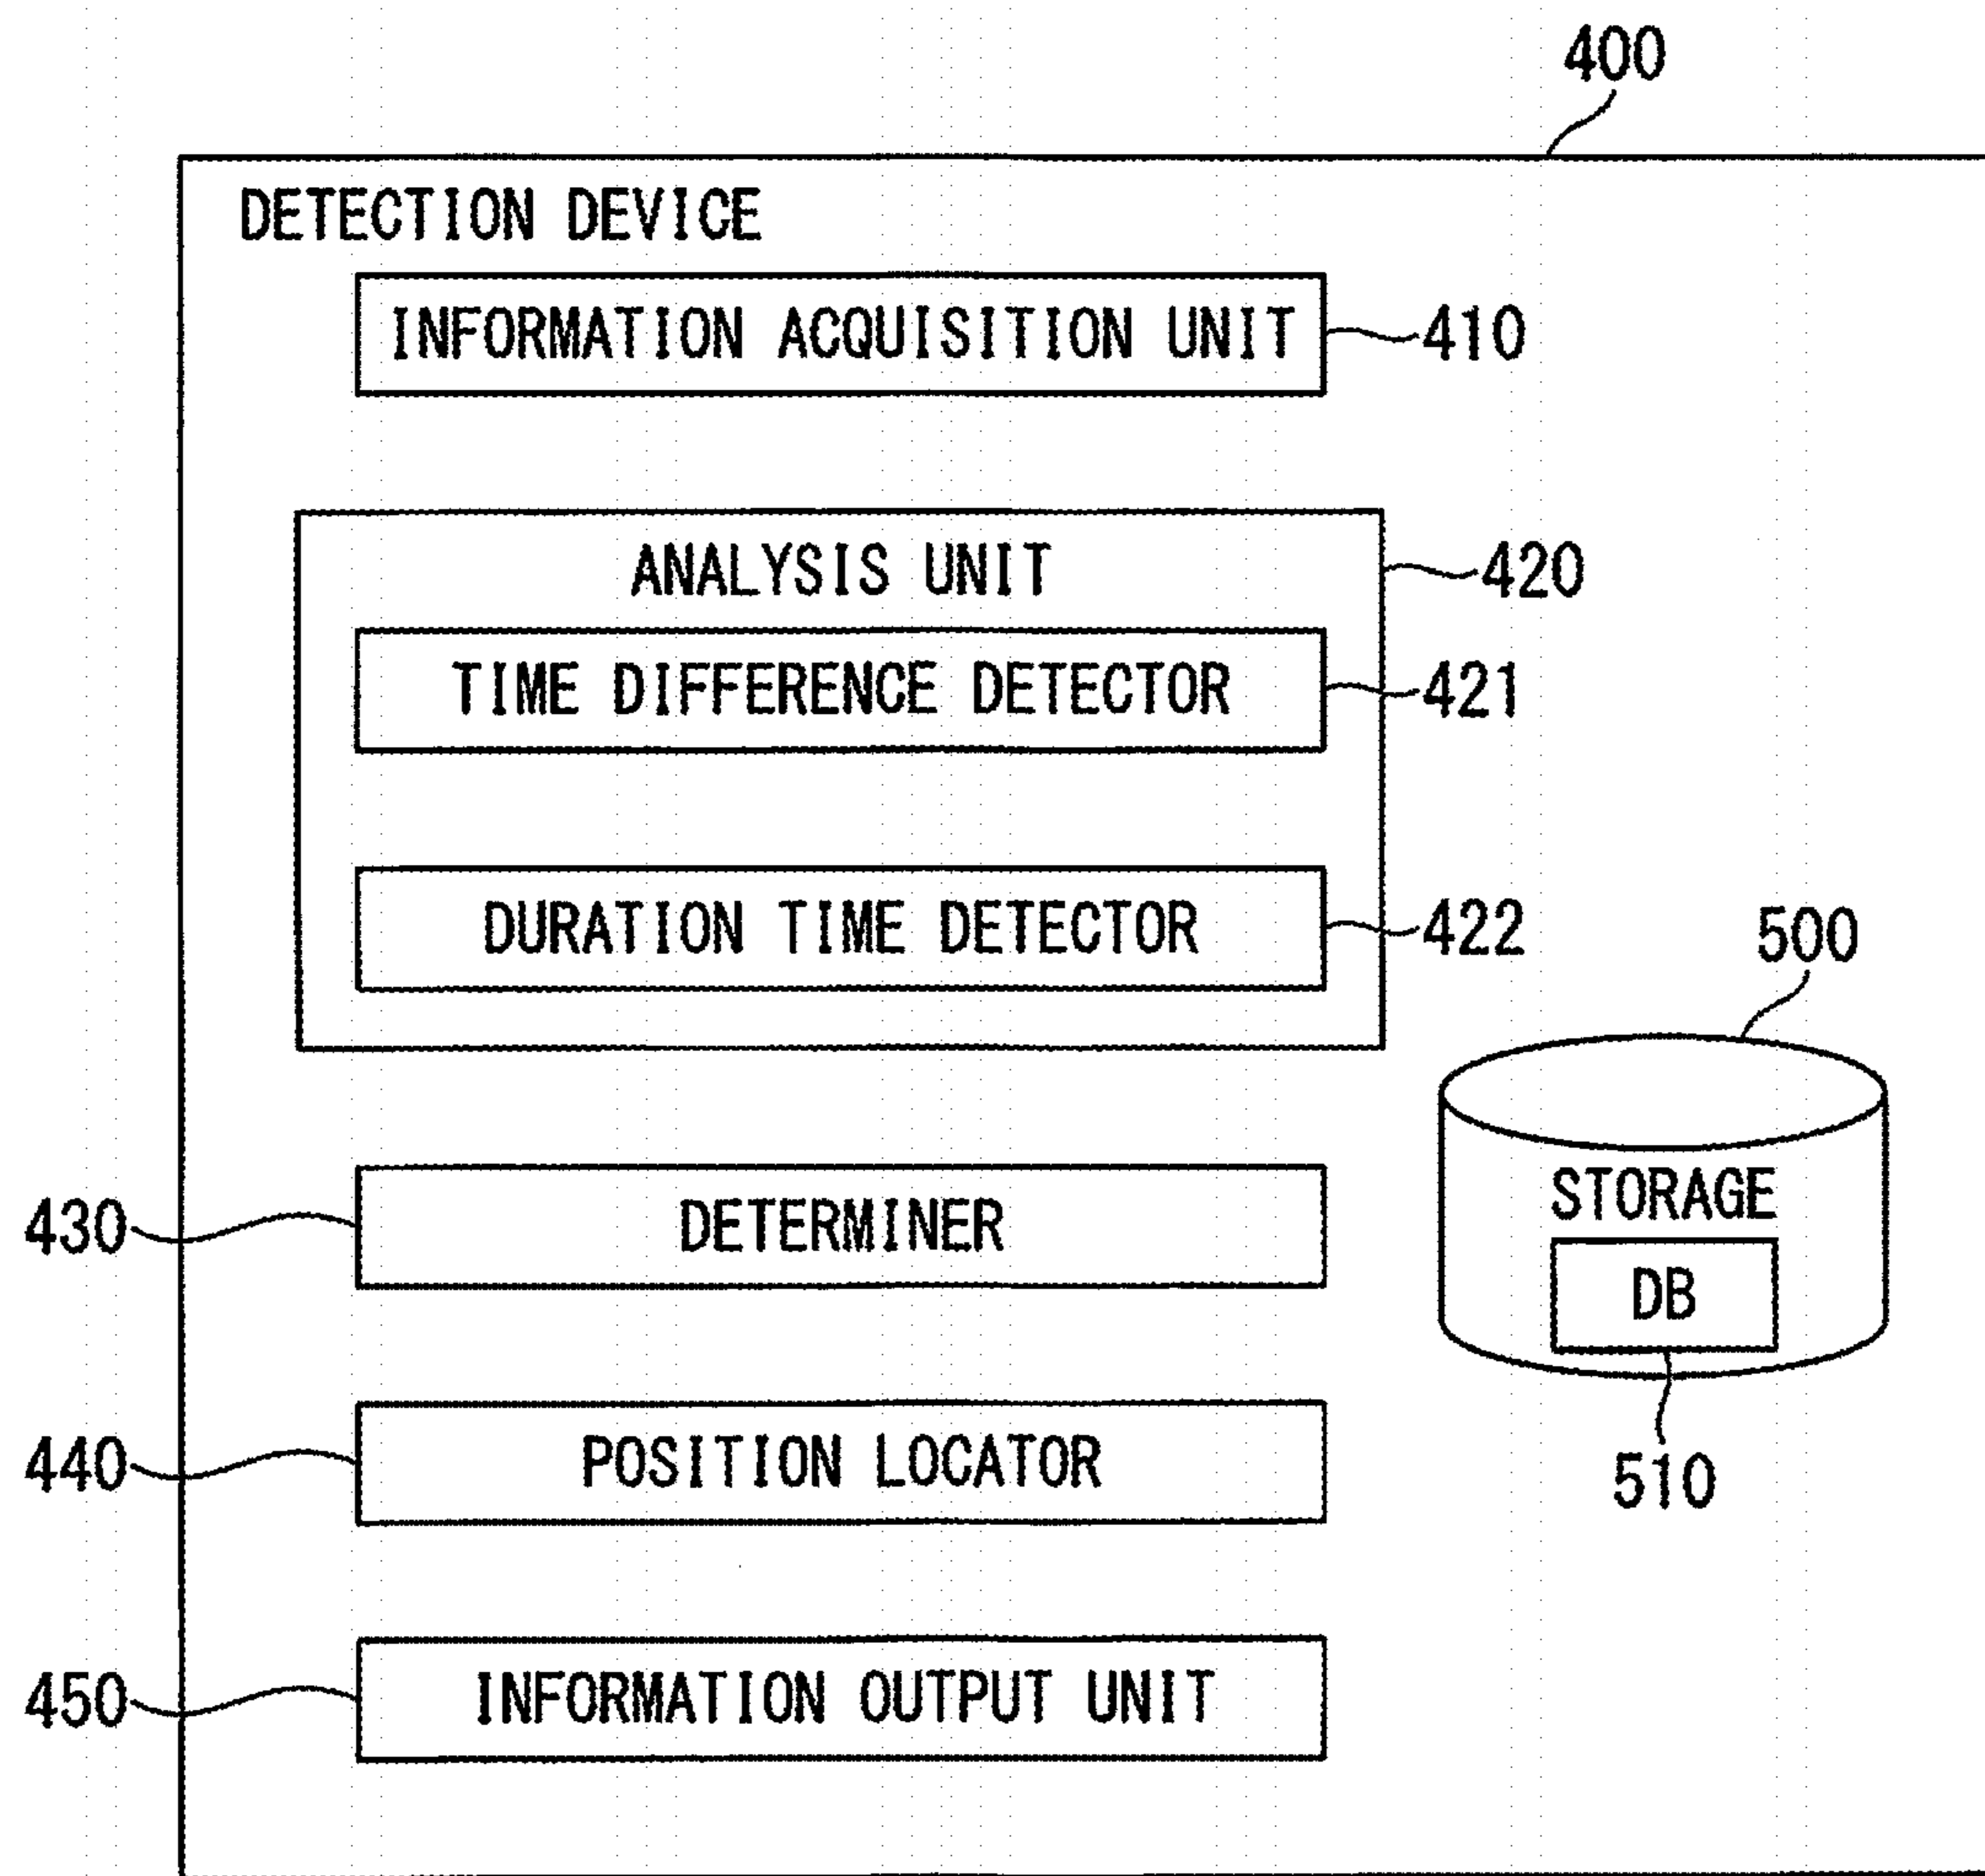 400
DETECTION DEVICE
INFORMATION ACQUISITION UNIT
410
ANALYSIS UNIT
420
TIME DIFFERENCE DETECTOR
421
DURATION TIME DETECTOR
422
500
STORAGE
DB
510
430
DETERMINER
440
POSITION LOCATOR
450
INFORMATION OUTPUT UNIT